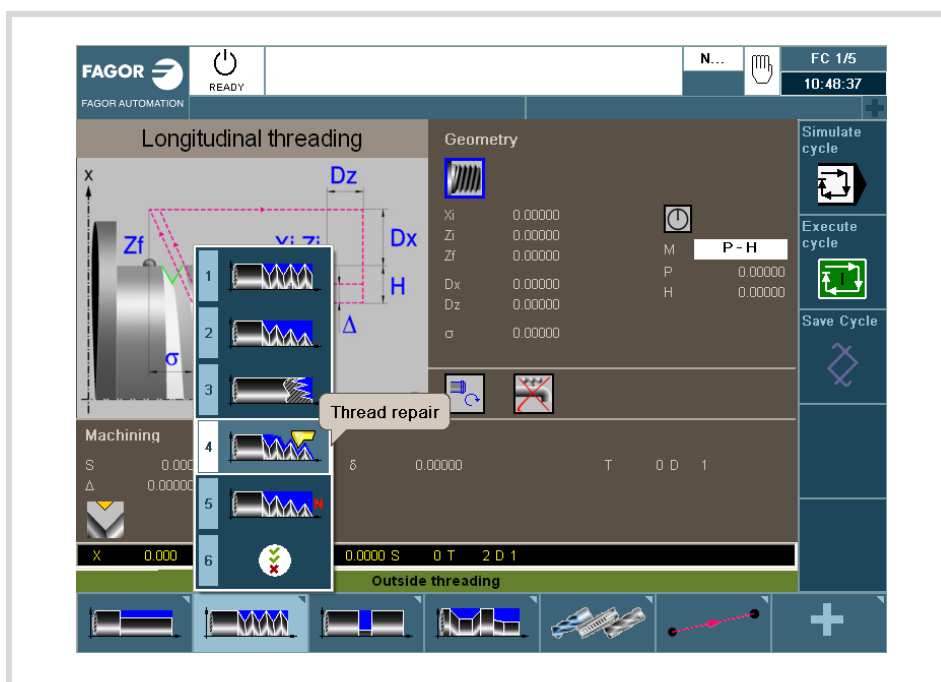 FAGOR
READY
FAGOR AUTOMATION
N...
FC 1/5
10:48:37
Longitudinal threading
Geometry
Simulate
cycle
Execute
cycle
Save Cycle
X
Dz
Zf
Dx
H
Δ
σ
Xi 0.00000
Zi 0.00000
Zf 0.00000
Dx 0.00000
Dz 0.00000
σ 0.00000
M P - H
P 0.00000
H 0.00000
1
2
3
4
5 N
6
Thread repair
Machining
S 0.000
Δ 0.00000
δ 0.00000
T 0 D 1
X 0.000
0.0000 S 0 T 2 D 1
Outside threading